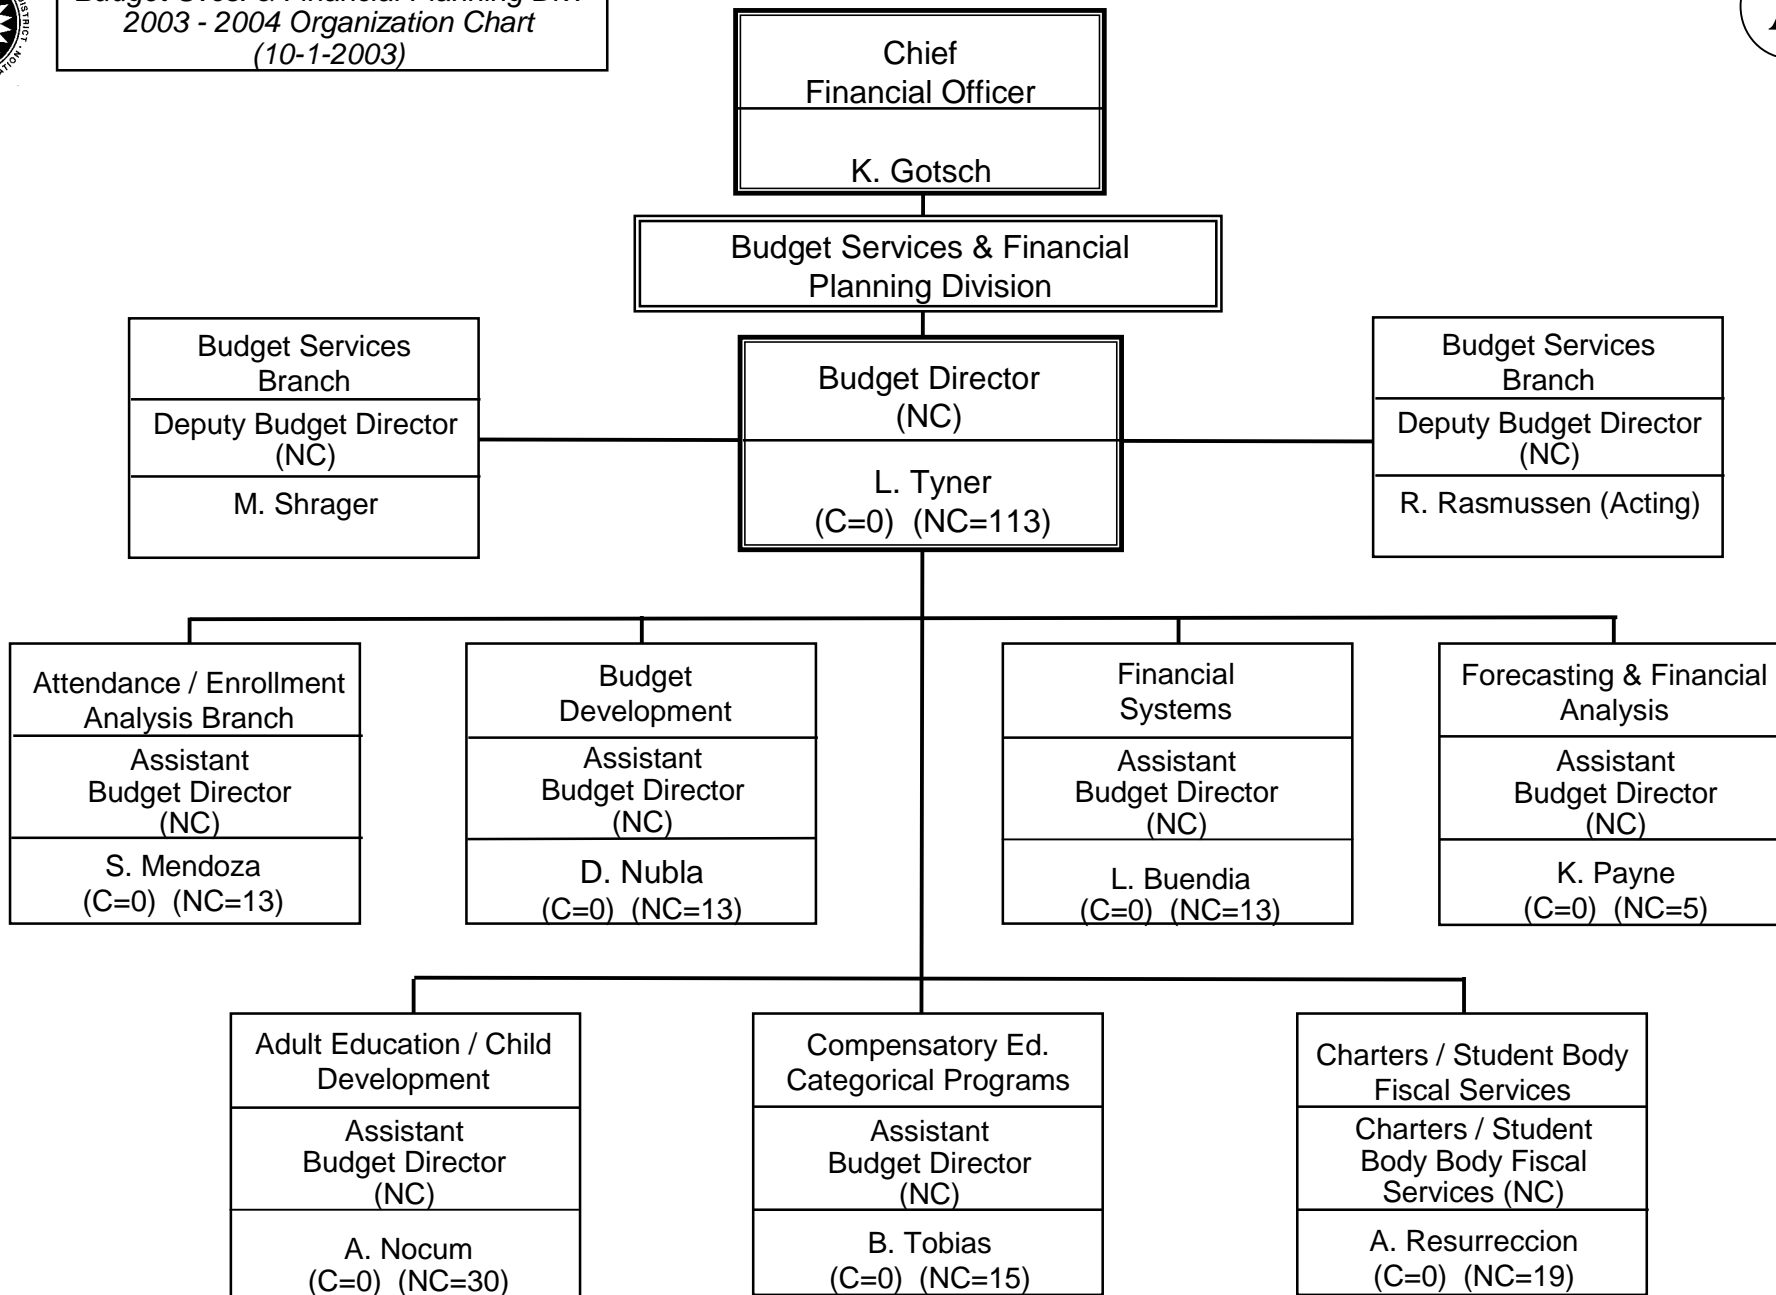 2003 - 2004 Organization Chart
(10-1-2003)
Chief
Financial Officer
K. Gotsch
Budget Services & Financial
Planning Division
Budget Services
Branch
Deputy Budget Director
(NC)
M. Shrager
Budget Director
(NC)
L. Tyner
(C=0) (NC=113)
Budget Services
Branch
Deputy Budget Director
(NC)
R. Rasmussen (Acting)
Attendance / Enrollment
Analysis Branch
Assistant
Budget Director
(NC)
S. Mendoza
(C=0) (NC=13)
Budget
Development
Assistant
Budget Director
(NC)
D. Nubla
(C=0) (NC=13)
Financial
Systems
Assistant
Budget Director
(NC)
L. Buendia
(C=0) (NC=13)
Forecasting & Financial
Analysis
Assistant
Budget Director
(NC)
K. Payne
(C=0) (NC=5)
Adult Education / Child
Development
Assistant
Budget Director
(NC)
A. Nocum
(C=0) (NC=30)
Compensatory Ed.
Categorical Programs
Assistant
Budget Director
(NC)
B. Tobias
(C=0) (NC=15)
Charters / Student Body
Fiscal Services
Charters / Student
Body Body Fiscal
Services (NC)
A. Resurreccion
(C=0) (NC=19)